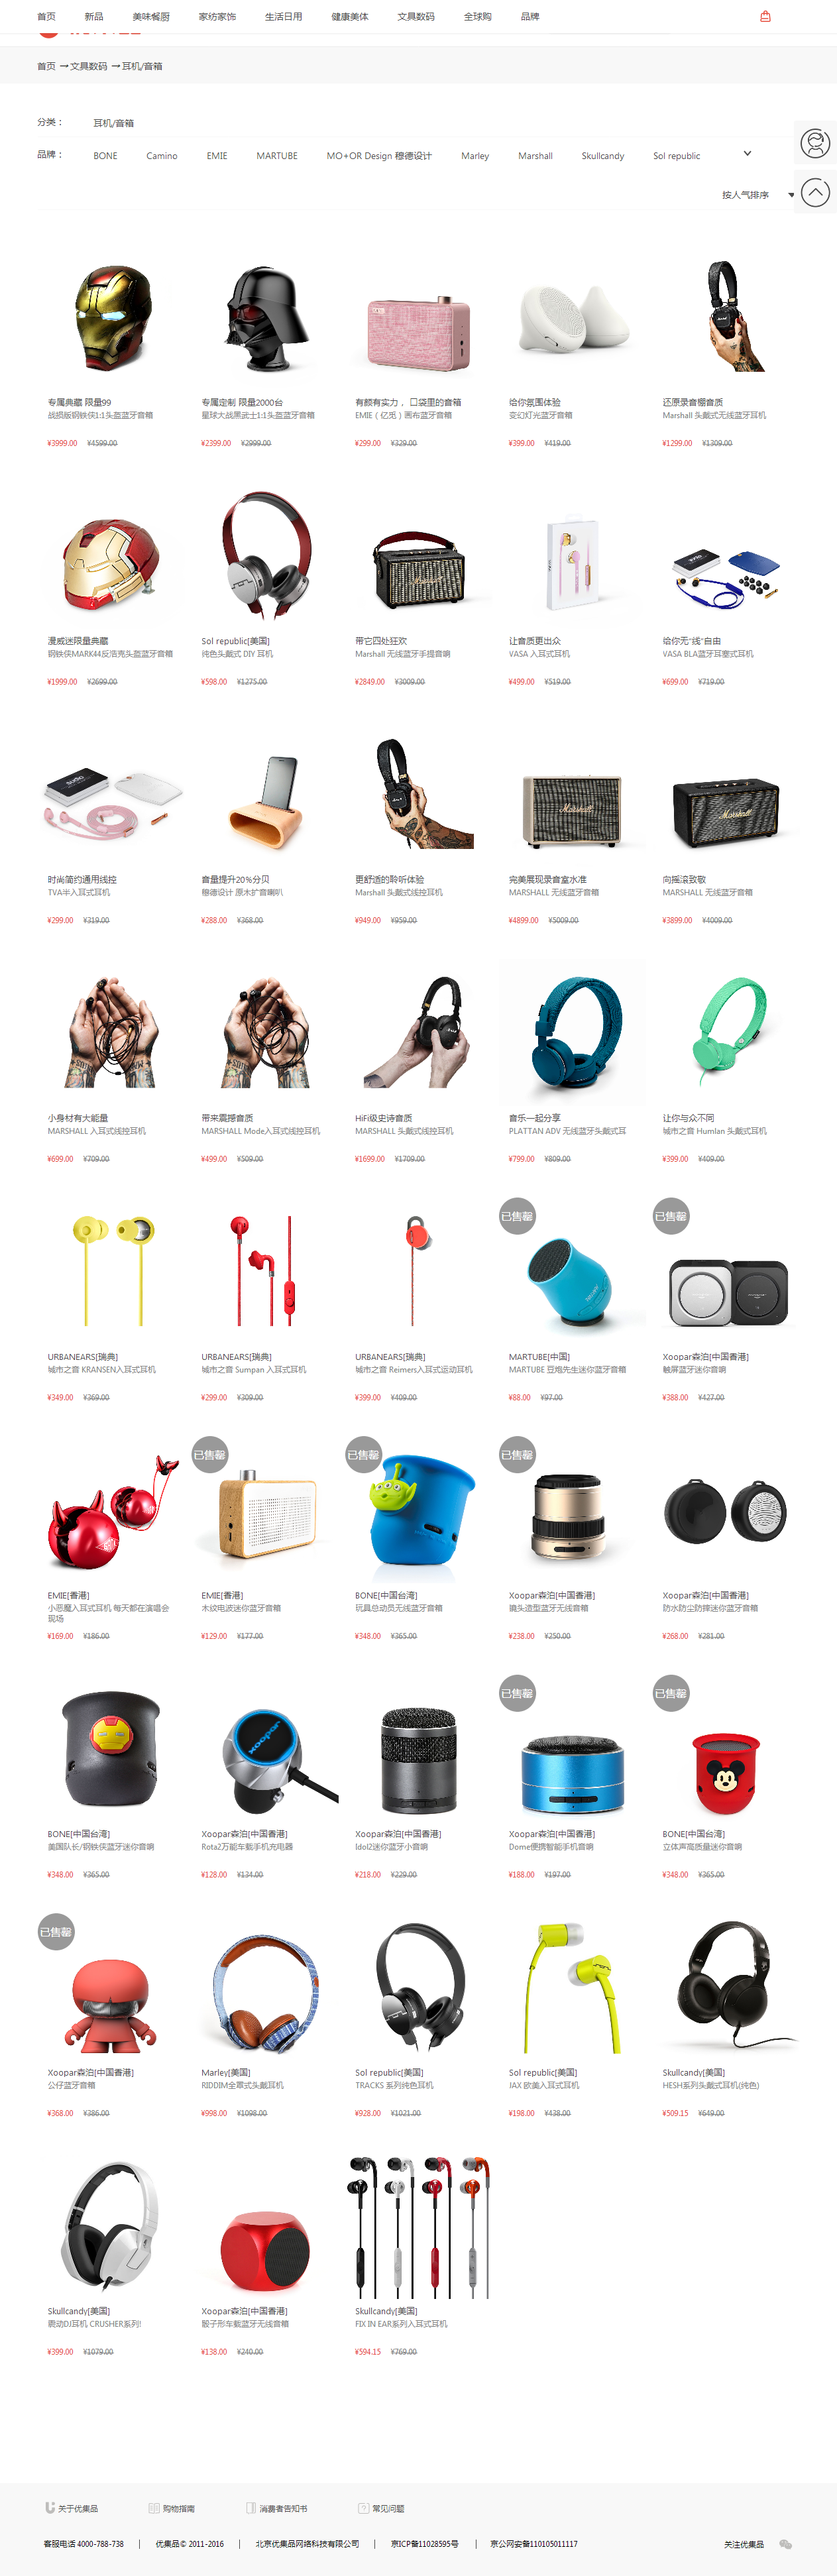 首页 新品 美味餐厨 家纺家饰 生活日用 健康美体 文具数码 全球购 品牌
首页 →文具数码 →耳机/音箱
分类： 耳机/音箱
品牌： BONE Camino EMIE MARTUBE MO+OR Design 穆德设计 Marley Marshall Skullcandy Sol republic
按人气排序
专属典藏 限量99
战损版钢铁侠1:1头盔蓝牙音箱
¥3999.00 ¥4599.00
专属定制 限量2000台
星球大战黑武士1:1头盔蓝牙音箱
¥2399.00 ¥2999.00
有颜有实力，□袋里的音箱
EMIE（亿觅）画布蓝牙音箱
¥299.00 ¥329.00
给你氛围体验
变幻灯光蓝牙音箱
¥399.00 ¥419.00
还原录音棚音质
Marshall 头戴式无线蓝牙耳机
¥1299.00 ¥1309.00
漫威迷限量典藏
钢铁侠MARK44反浩克头盔蓝牙音箱
¥1999.00 ¥2699.00
Sol republic[美国]
纯色头戴式 DIY 耳机
¥598.00 ¥1275.00
带它四处狂欢
Marshall 无线蓝牙手提音响
¥2849.00 ¥3009.00
让音质更出众
VASA 入耳式耳机
¥499.00 ¥519.00
给你无“线”自由
VASA BLA蓝牙耳塞式耳机
¥699.00 ¥719.00
时尚简约通用线控
TVA半入耳式耳机
¥299.00 ¥319.00
音量提升20%分贝
穆德设计 原木扩音喇叭
¥288.00 ¥368.00
更舒适的聆听体验
Marshall 头戴式线控耳机
¥949.00 ¥959.00
Marshall
完美展现录音室水准
MARSHALL 无线蓝牙音箱
¥4899.00 ¥5009.00
Marshall
向摇滚致敬
MARSHALL 无线蓝牙音箱
¥3899.00 ¥4009.00
小身材有大能量
MARSHALL 入耳式线控耳机
¥699.00 ¥709.00
带来震撼音质
MARSHALL Mode入耳式线控耳机
¥499.00 ¥509.00
HiFi级史诗音质
MARSHALL 头戴式线控耳机
¥1699.00 ¥1709.00
音乐一起分享
PLATTAN ADV 无线蓝牙头戴式耳
¥799.00 ¥809.00
让你与众不同
城市之音 Humlan 头戴式耳机
¥399.00 ¥409.00
URBANEARS[瑞典]
城市之音 KRANSEN入耳式耳机
¥349.00 ¥369.00
URBANEARS[瑞典]
城市之音 Sumpan 入耳式耳机
¥299.00 ¥309.00
URBANEARS[瑞典]
城市之音 Reimers入耳式运动耳机
¥399.00 ¥409.00
已售罄
MARTUBE[中国]
MARTUBE 豆炮先生迷你蓝牙音箱
¥88.00 ¥97.00
已售罄
Xoopar森泊[中国香港]
触屏蓝牙迷你音响
¥388.00 ¥427.00
EMIE[香港]
小恶魔入耳式耳机 每天都在演唱会
现场
¥169.00 ¥186.00
已售罄
EMIE[香港]
木纹电波迷你蓝牙音箱
¥129.00 ¥177.00
已售罄
BONE[中国台湾]
玩具总动员无线蓝牙音箱
¥348.00 ¥365.00
已售罄
Xoopar森泊[中国香港]
镜头造型蓝牙无线音箱
¥238.00 ¥250.00
Xoopar森泊[中国香港]
防水防尘防摔迷你蓝牙音箱
¥268.00 ¥281.00
BONE[中国台湾]
美国队长/钢铁侠蓝牙迷你音响
¥348.00 ¥365.00
xoopar
Xoopar森泊[中国香港]
Rota2万能车载手机充电器
¥128.00 ¥134.00
Xoopar森泊[中国香港]
Idol2迷你蓝牙小音响
¥218.00 ¥229.00
已售罄
Xoopar森泊[中国香港]
Dome便携智能手机音响
¥188.00 ¥197.00
已售罄
BONE[中国台湾]
立体声高质量迷你音响
¥348.00 ¥365.00
已售罄
Xoopar森泊[中国香港]
公仔蓝牙音箱
¥368.00 ¥386.00
Marley[美国]
RIDDIM全罩式头戴耳机
¥998.00 ¥1098.00
Sol republic[美国]
TRACKS 系列纯色耳机
¥928.00 ¥1021.00
Sol republic[美国]
JAX 欧美入耳式耳机
¥198.00 ¥438.00
Skullcandy[美国]
HESH系列头戴式耳机(纯色)
¥509.15 ¥649.00
Skullcandy[美国]
震动DJ耳机 CRUSHER系列!
¥399.00 ¥1079.00
Xoopar森泊[中国香港]
骰子形车载蓝牙无线音箱
¥138.00 ¥240.00
Skullcandy[美国]
FIX IN EAR系列入耳式耳机
¥594.15 ¥769.00
关于优集品 购物指南 消费者告知书 常见问题
客服电话 4000-788-738 | 优集品© 2011-2016 | 北京优集品网络科技有限公司 | 京ICP备11028595号 | 京公网安备110105011117 关注优集品